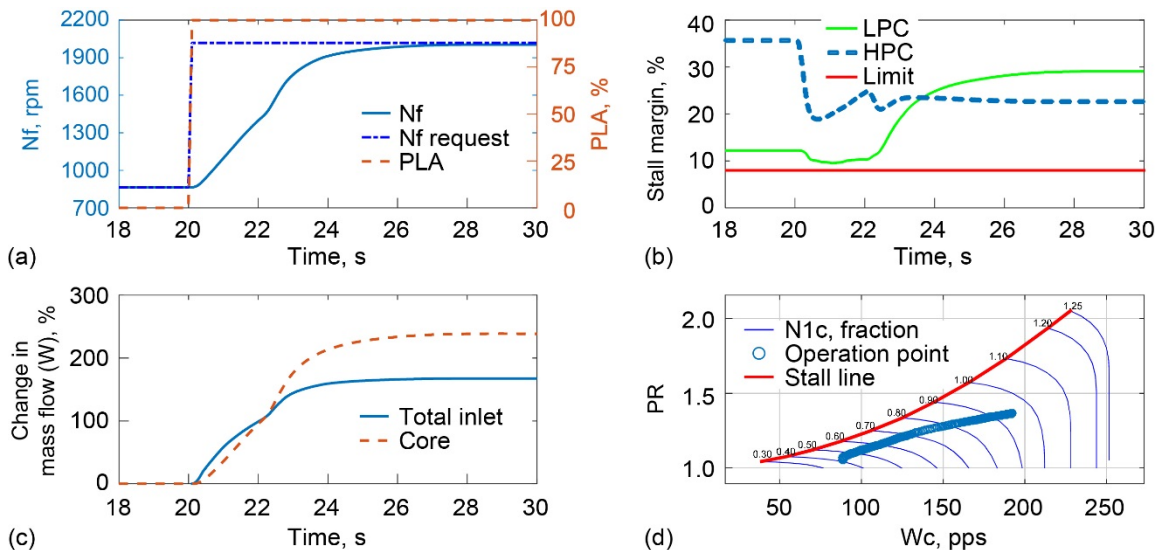 2200
1900
1600
1300
1000
700
Nf, rpm
100
75
50
25
0
PLA, %
Nf
Nf request
PLA
18 20 22 24 26 28 30
Time, s
(a)
40
30
20
10
0
Stall margin, %
LPC
HPC
Limit
18 20 22 24 26 28 30
Time, s
(b)
300
200
100
0
Change in
mass flow (W), %
Total inlet
Core
18 20 22 24 26 28 30
Time, s
(c)
2.0
1.5
1.0
PR
N1c, fraction
Operation point
Stall line
0.30
0.40
0.50
0.60
0.70
0.80
0.90
1.00
1.10
1.20
1.25
50 100 150 200 250
Wc, pps
(d)